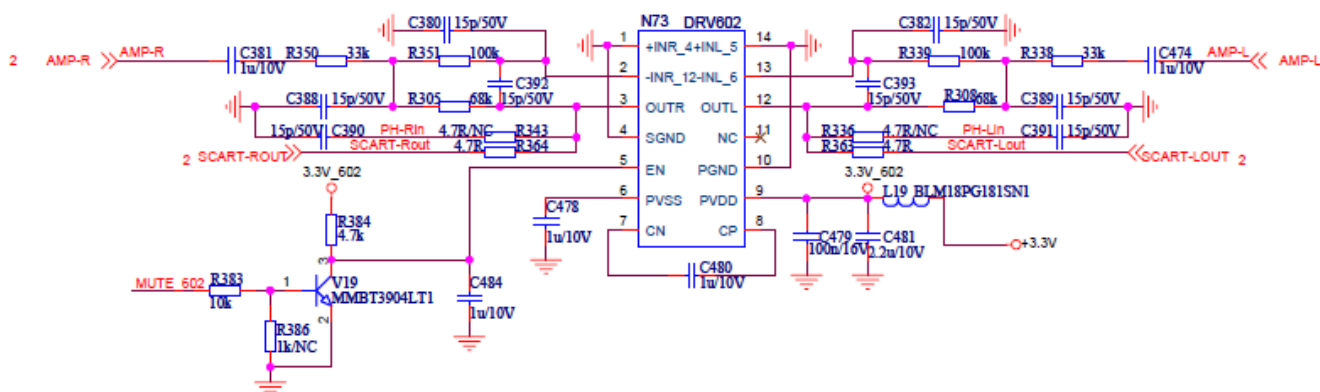 C380 15p/50V N73 DRV602 C382 15p/50V
AMP-R C381 R350 33k R351 100k 1 +INR_4 +INL_5 14 R339 100k R338 33k C474 AMP-L
2 AMP-R 1u/10V C392 2 -INR_12 -INL_6 13 C393 1u/10V AMP-L
C388 15p/50V R305 68k 15p/50V 3 OUTR OUTL 12 15p/50V R308 68k C389 15p/50V
15p/50V C390 PH-Rin 4.7R/NC R343 4 SGND NC 11 R336 4.7R/NC PH-Lin C391 15p/50V
2 SCART-ROUT SCART-Rout 4.7R R364 R363 4.7R SCART-Lout SCART-LOUT 2
3.3V_602 5 EN PGND 10 3.3V_602
6 PVSS PVDD 9 L19 BLM18PG181SN1
R384 C478 7 CN CP 8 C479 C481 +3.3V
4.7k 1u/10V 100n/16V 2.2u/10V
3 C480
MUTE_602 R383 1 V19 C484 1u/10V
10k MMBT3904LT1 1u/10V
R386 2
1k/NC